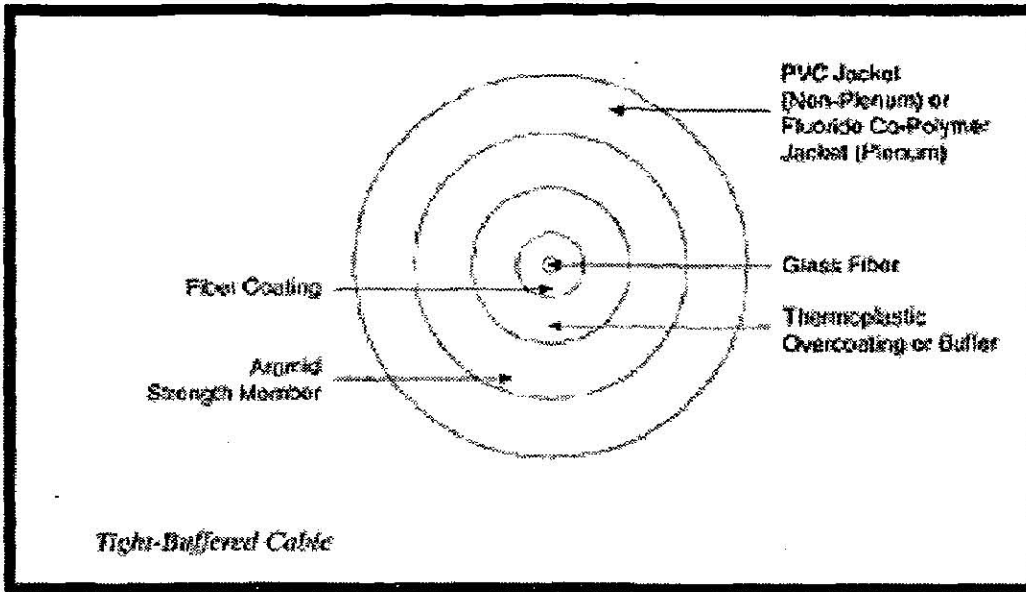 PVC Jacket
(Non-Plenum) or
Fluoride Co-Polymer
Jacket (Plenum)
Glass Fiber
Fiber Coating
Thermoplastic
Overcoating or Buffer
Aramid
Strength Member
Tight-Buffered Cable